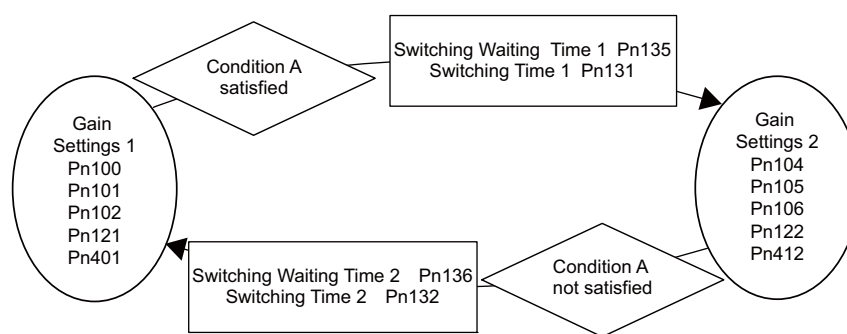 Gain
Settings 1
Pn100
Pn101
Pn102
Pn121
Pn401
Condition A
satisfied
Switching Waiting Time 1 Pn135
Switching Time 1 Pn131
Gain
Settings 2
Pn104
Pn105
Pn106
Pn122
Pn412
Condition A
not satisfied
Switching Waiting Time 2 Pn136
Switching Time 2 Pn132